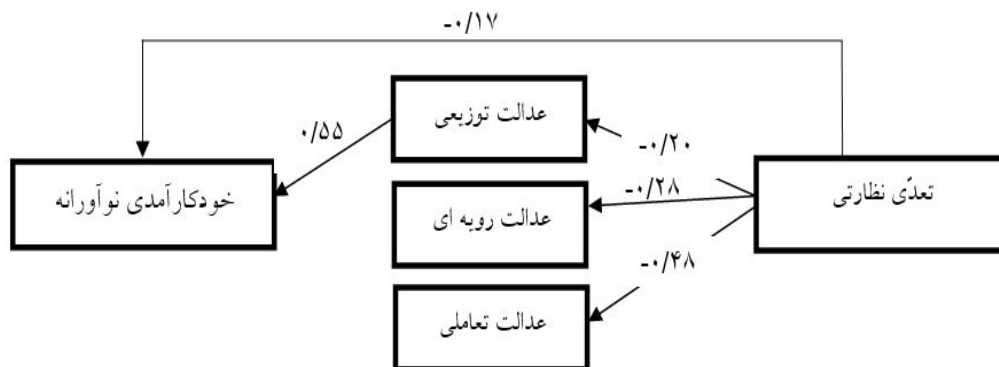 -۰/۱۷
عدالت توزیعی
۰/۵۵
-۰/۲۰
تعدّی نظارتی
خودکارآمدی نوآورانه
-۰/۲۸
عدالت رویه ای
-۰/۴۸
عدالت تعاملی